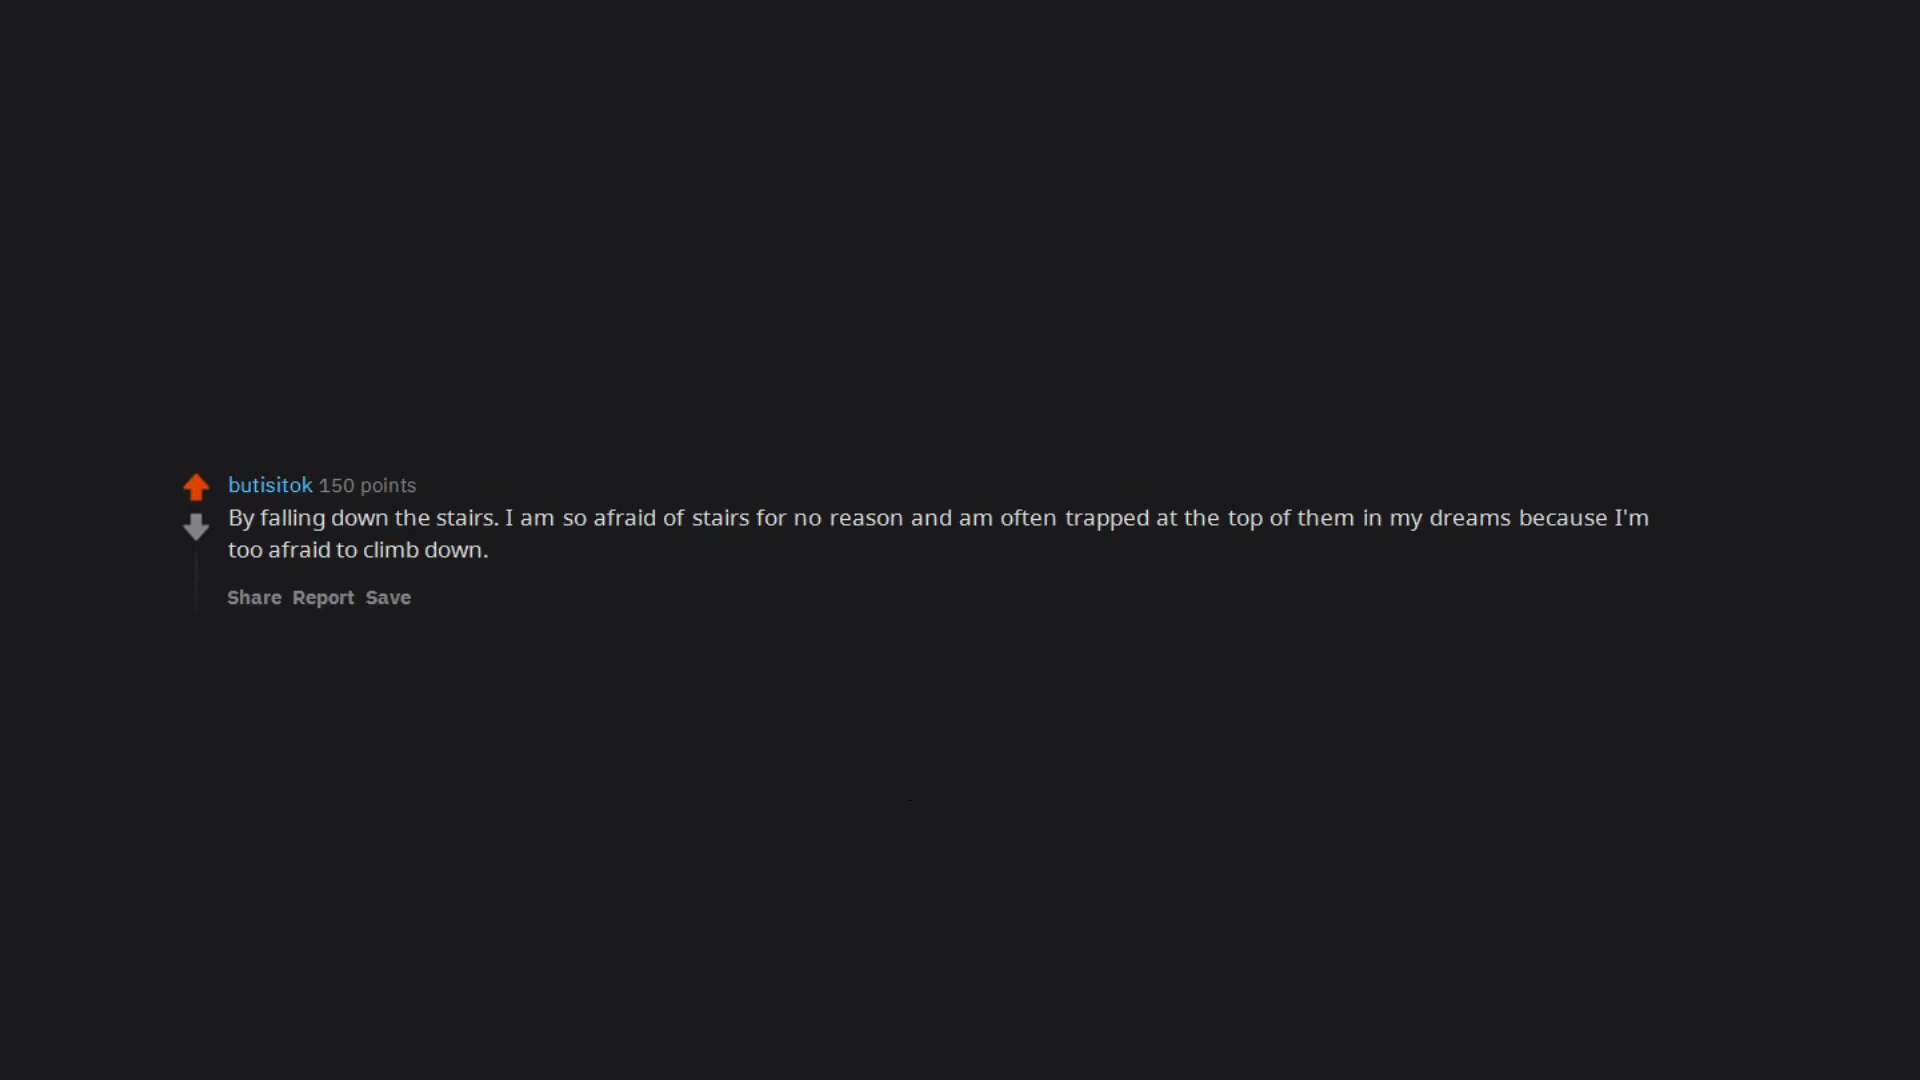 butisitok 150 points
By falling down the stairs. I am so afraid of stairs for no reason and am often trapped at the top of them in my dreams because I'm
too afraid to climb down.
Share Report Save